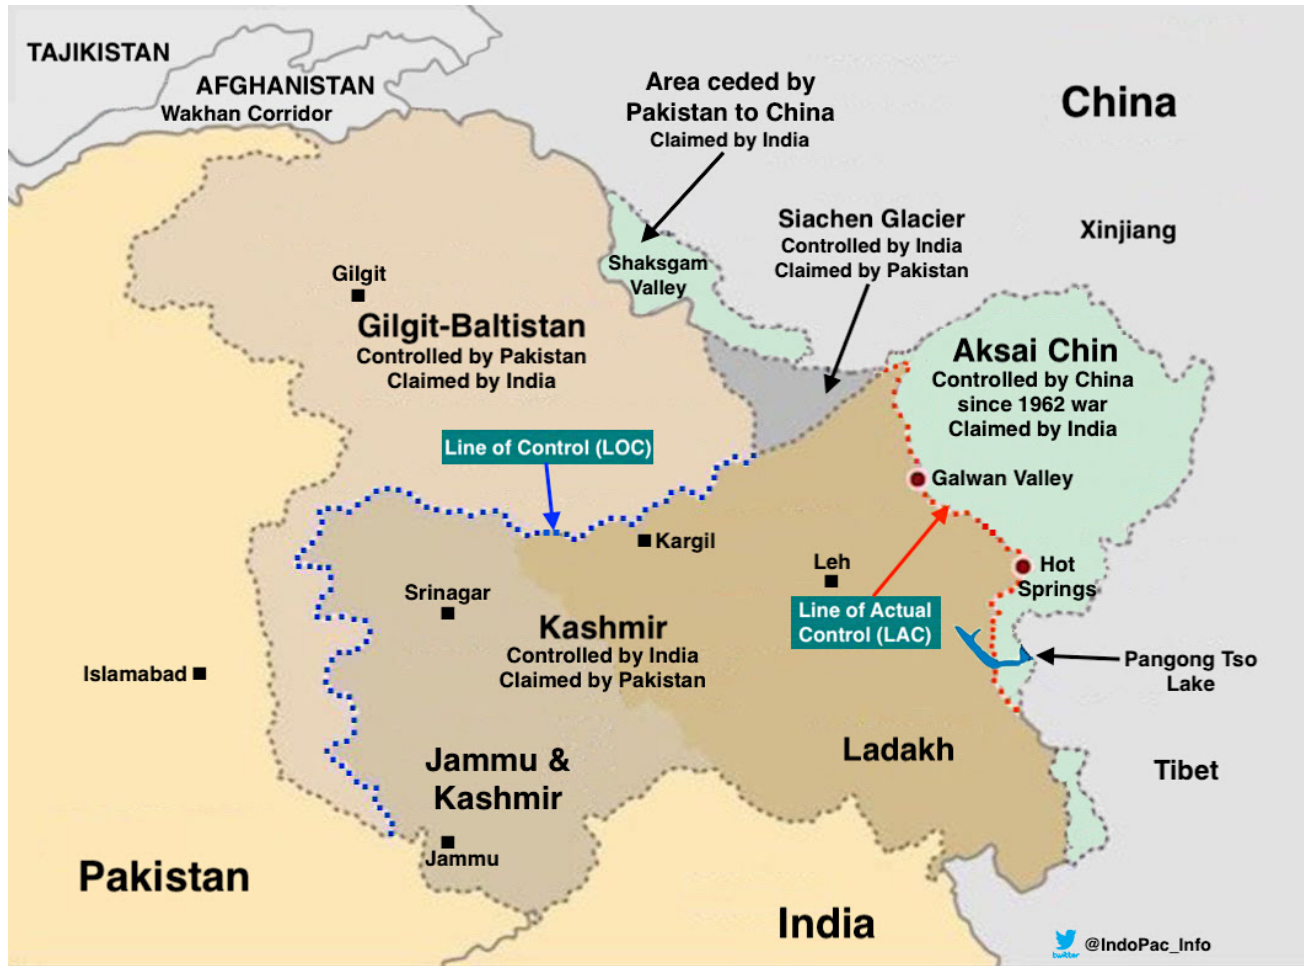 TAJIKISTAN
AFGHANISTAN
Wakhan Corridor
Area ceded by
Pakistan to China
Claimed by India
China
Siachen Glacier
Controlled by India
Claimed by Pakistan
Xinjiang
Shaksgam
Valley
Gilgit
Gilgit-Baltistan
Controlled by Pakistan
Claimed by India
Aksai Chin
Controlled by China
since 1962 war
Claimed by India
Line of Control (LOC)
Galwan Valley
Kargil
Leh
Hot
Springs
Srinagar
Line of Actual
Control (LAC)
Kashmir
Controlled by India
Claimed by Pakistan
Islamabad
Pangong Tso
Lake
Jammu &
Kashmir
Ladakh
Tibet
Jammu
Pakistan
India
twitter
@IndoPac_Info